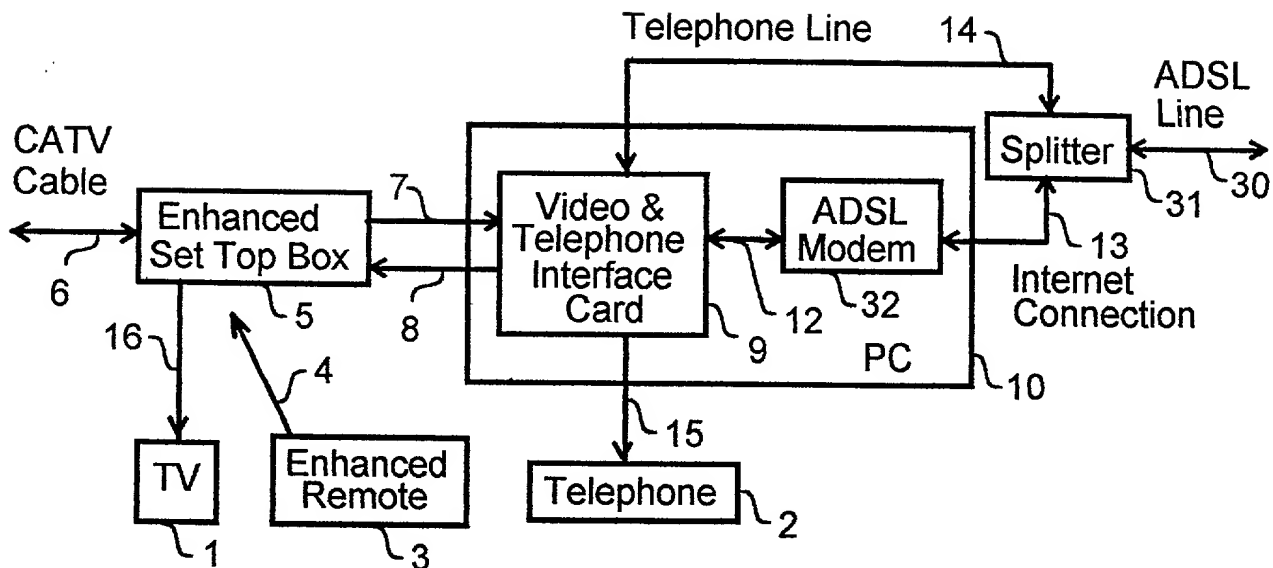 Telephone Line
14
ADSL
Line
CATV
Cable
Splitter
30
31
Enhanced
Set Top Box
7
Video &
Telephone
Interface
Card
ADSL
Modem
13
Internet
Connection
6
5
8
12
32
9
PC
10
16
4
15
TV
Enhanced
Remote
Telephone
1
3
2